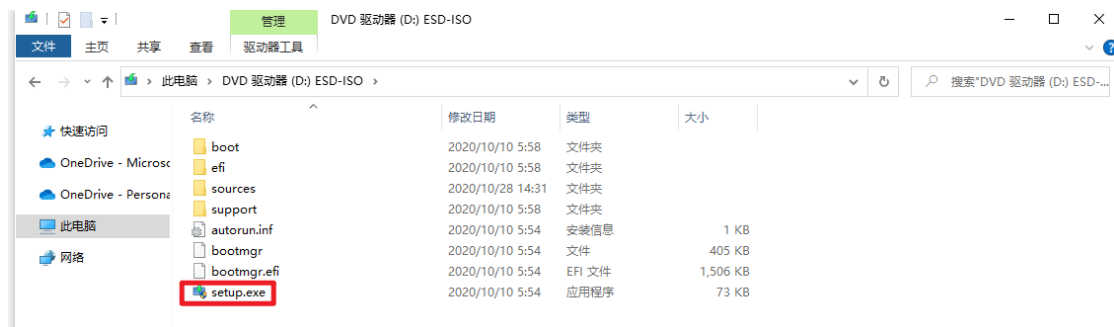 管理 DVD 驱动器 (D:) ESD-ISO
文件 主页 共享 查看 驱动器工具
此电脑 › DVD 驱动器 (D:) ESD-ISO › 搜索"DVD 驱动器 (D:) ESD-...
快速访问
OneDrive - Microsc
OneDrive - Persona
此电脑
网络
名称 修改日期 类型 大小
boot 2020/10/10 5:58 文件夹
efi 2020/10/10 5:58 文件夹
sources 2020/10/28 14:31 文件夹
support 2020/10/10 5:58 文件夹
autorun.inf 2020/10/10 5:54 安装信息 1 KB
bootmgr 2020/10/10 5:54 文件 405 KB
bootmgr.efi 2020/10/10 5:54 EFI 文件 1,506 KB
setup.exe 2020/10/10 5:54 应用程序 73 KB